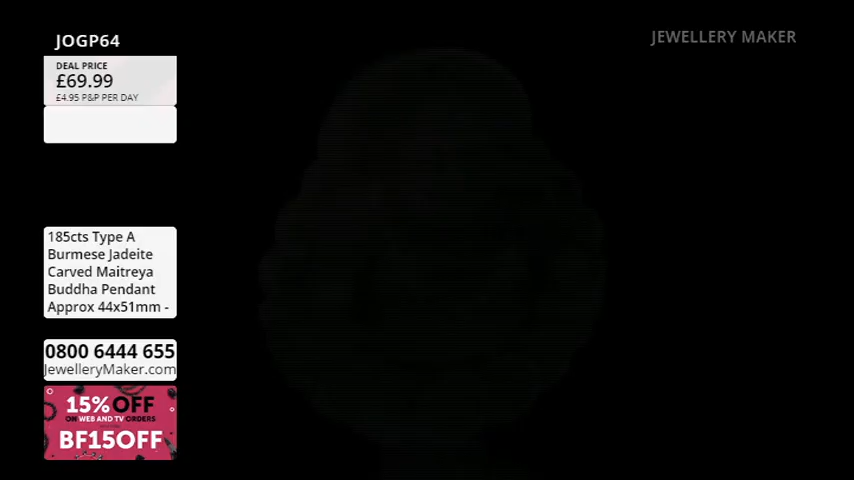 JOGP64
JEWELLERY MAKER
DEAL PRICE
£69.99
£4.95 P&P PER DAY
185cts Type A
Burmese Jadeite
Carved Maitreya
Buddha Pendant
Approx 44x51mm -
0800 6444 655
JewelleryMaker.com
15% OFF
ON WEB AND TV ORDERS
BF15OFF